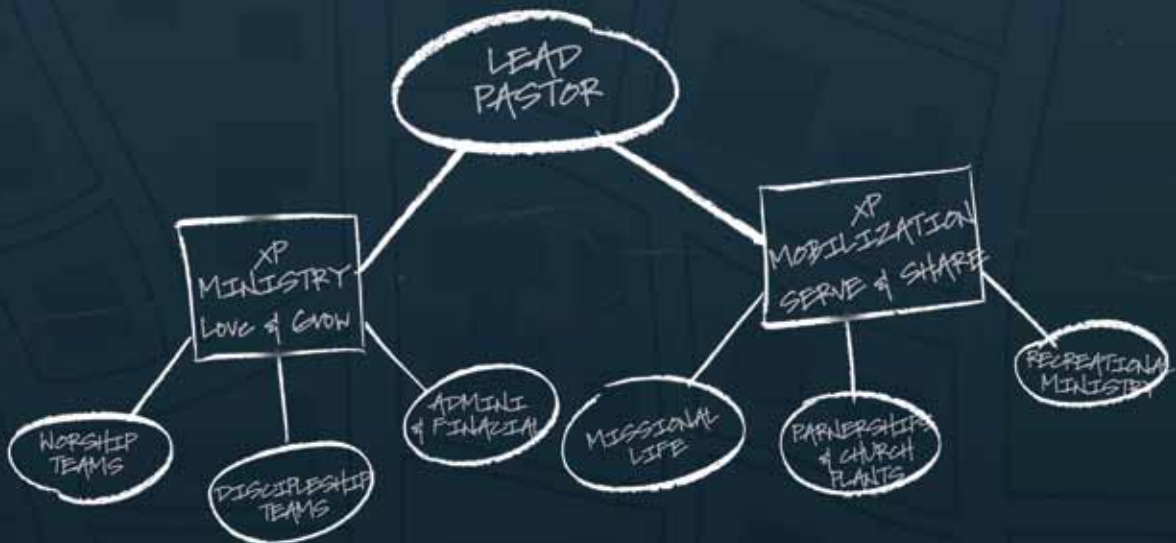 LEAD
PASTOR
XP
MINISTRY
Love & Grow
XP
MOBILIZATION
SERVE & SHARE
WORSHIP
TEAMS
DISCIPLESHIP
TEAMS
ADMINI
& FINACIAL
MISSIONAL
LIFE
PARNERSHIPS
& CHURCH
PLANTS
RECREATIONAL
MINISTRY